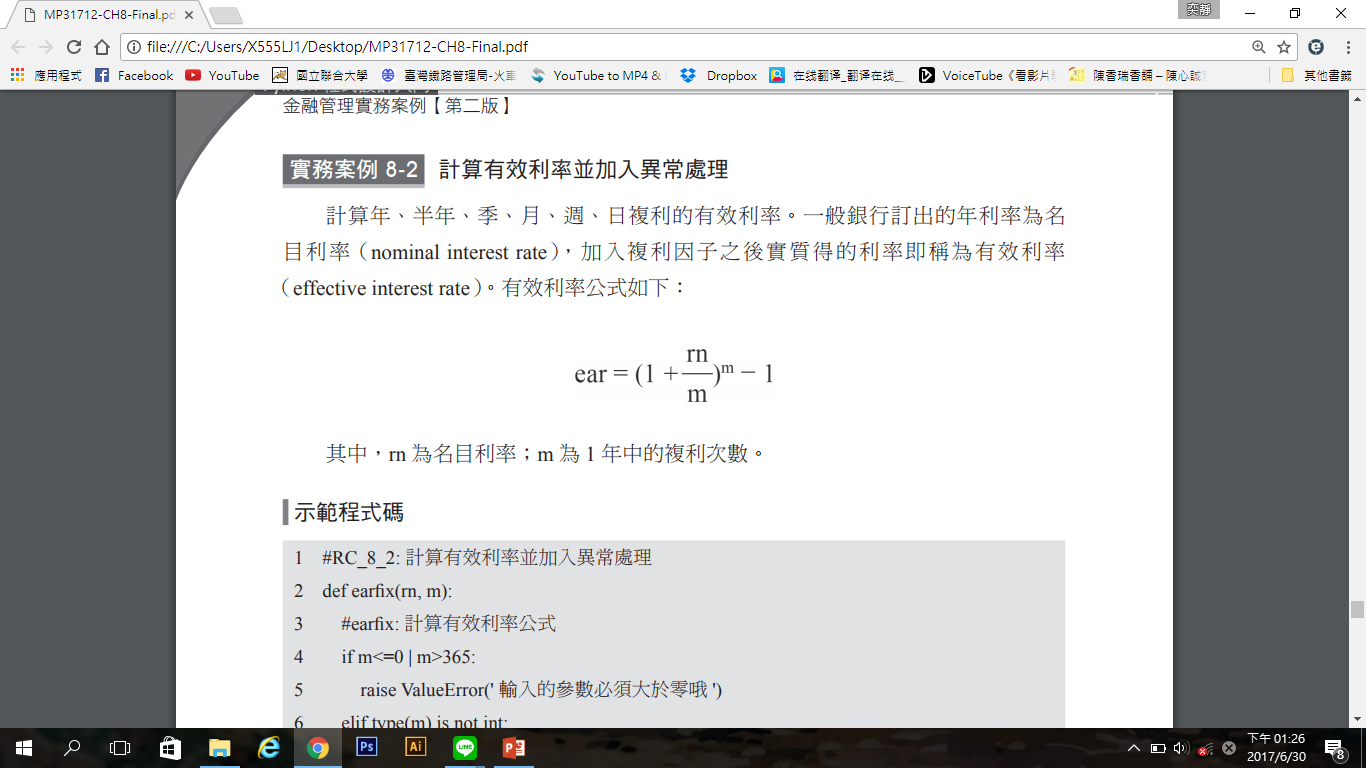 MP31712-CH8-Final.pd
奕靜
file:///C:/Users/X555LJ1/Desktop/MP31712-CH8-Final.pdf
應用程式 Facebook YouTube 國立聯合大學 臺灣鐵路管理局-火車 YouTube to MP4 & Dropbox 在线翻译_翻译在线_ VoiceTube《看影片 陳香瑞香鋪 – 陳心誠 其他書籤
金融管理實務案例【第二版】
實務案例 8-2 計算有效利率並加入異常處理
計算年、半年、季、月、週、日複利的有效利率。一般銀行訂出的年利率為名
目利率（nominal interest rate），加入複利因子之後實質得的利率即稱為有效利率
（effective interest rate）。有效利率公式如下：
ear = (1 + rn/m)^m − 1
其中，rn 為名目利率；m 為 1 年中的複利次數。
示範程式碼
1 #RC_8_2: 計算有效利率並加入異常處理
2 def earfix(rn, m):
3 #earfix: 計算有效利率公式
4 if m<=0 | m>365:
5 raise ValueError(' 輸入的參數必須大於零哦 ')
6 elif type(m) is not int:
下午 01:26
2017/6/30
8